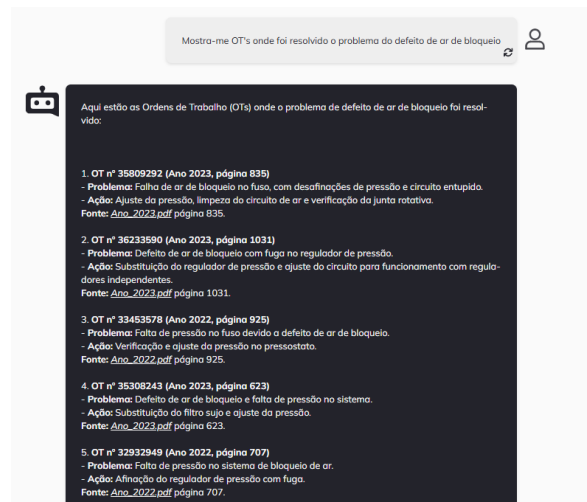 Mostra-me OT's onde foi resolvido o problema do defeito de ar de bloqueio
Aqui estão as Ordens de Trabalho (OTs) onde o problema de defeito de ar de bloqueio foi resol-
vido:
1. OT nº 35809292 (Ano 2023, página 835)
- Problema: Falha de ar de bloqueio no fuso, com desafinações de pressão e circuito entupido.
- Ação: Ajuste da pressão, limpeza do circuito de ar e verificação da junta rotativa.
Fonte: Ano_2023.pdf página 835.
2. OT nº 36233590 (Ano 2023, página 1031)
- Problema: Defeito de ar de bloqueio com fuga no regulador de pressão.
- Ação: Substituição do regulador de pressão e ajuste do circuito para funcionamento com regula-
dores independentes.
Fonte: Ano_2023.pdf página 1031.
3. OT nº 33453578 (Ano 2022, página 925)
- Problema: Falta de pressão no fuso devido a defeito de ar de bloqueio.
- Ação: Verificação e ajuste da pressão no pressostato.
Fonte: Ano_2022.pdf página 925.
4. OT nº 35308243 (Ano 2023, página 623)
- Problema: Defeito de ar de bloqueio e falta de pressão no sistema.
- Ação: Substituição do filtro sujo e ajuste da pressão.
Fonte: Ano_2023.pdf página 623.
5. OT nº 32932949 (Ano 2022, página 707)
- Problema: Falta de pressão no sistema de bloqueio de ar.
- Ação: Afinação do regulador de pressão com fuga.
Fonte: Ano_2022.pdf página 707.